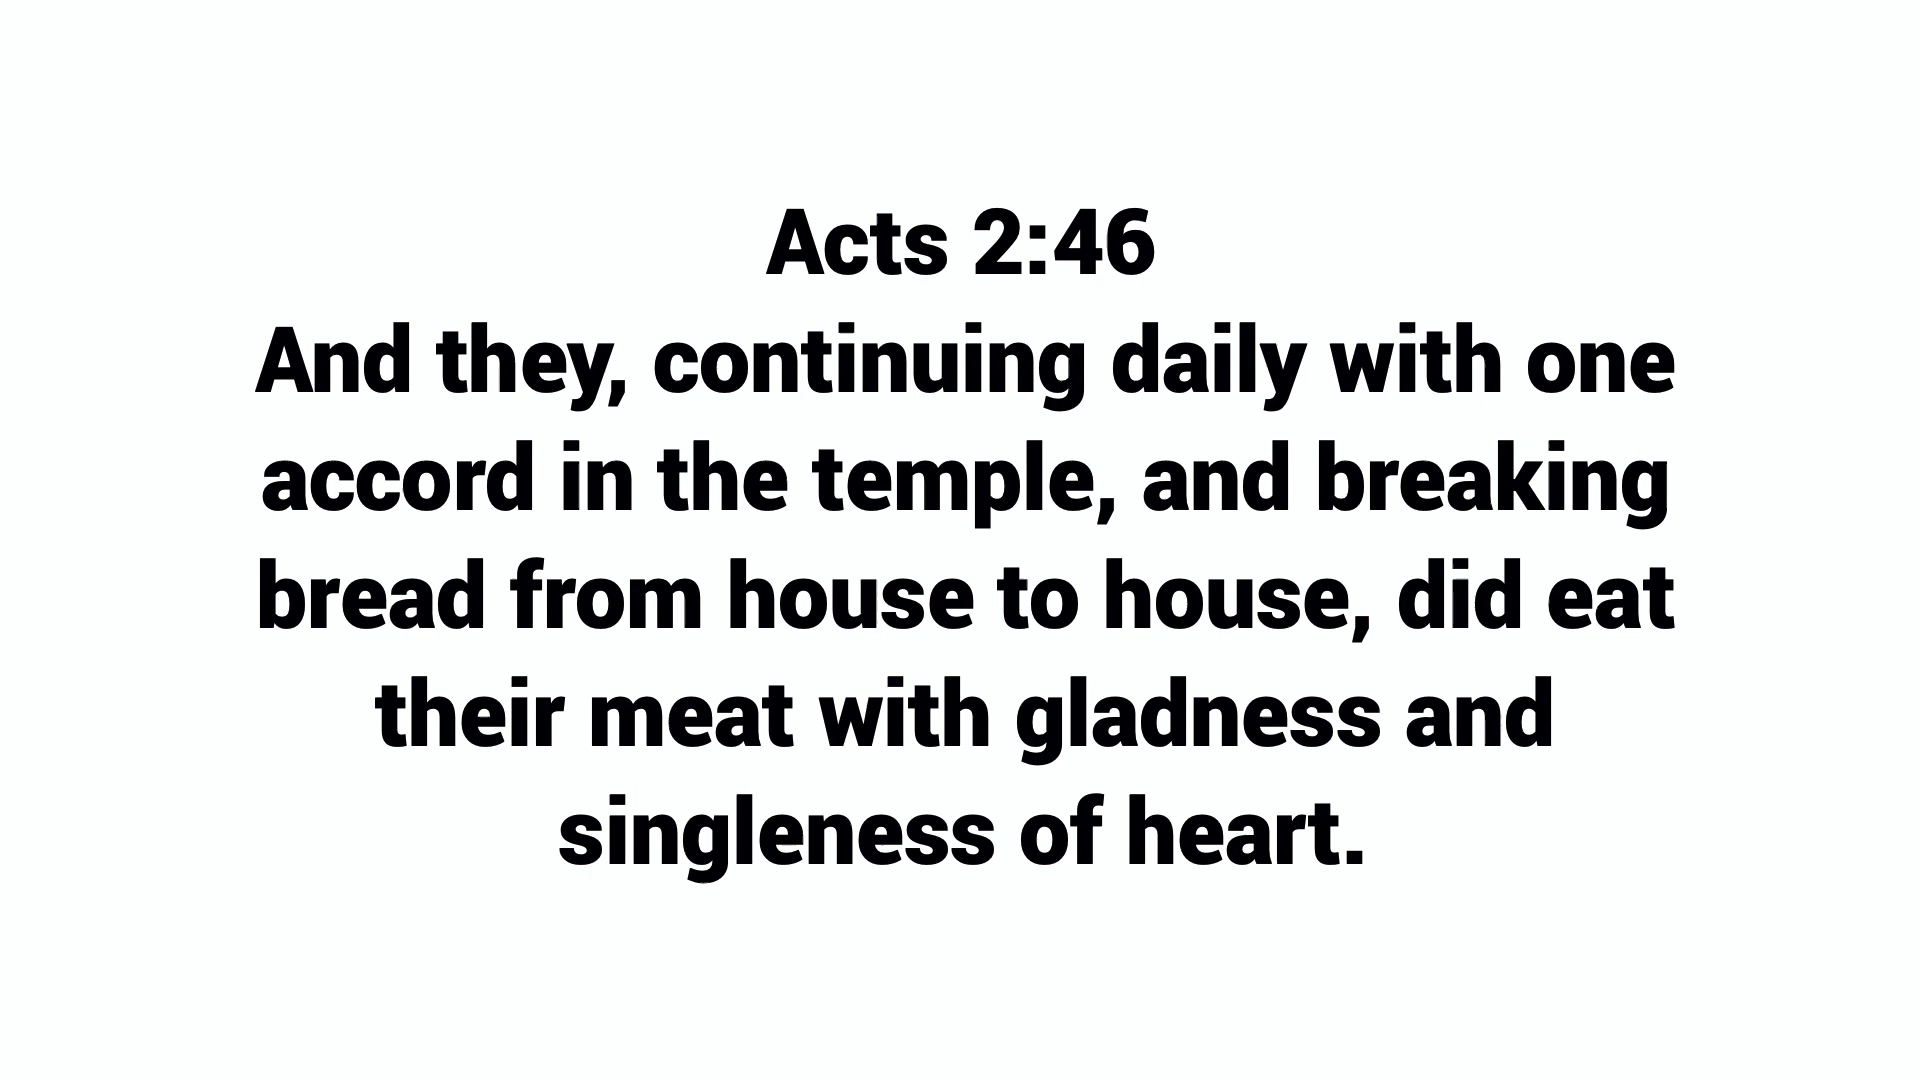 Acts 2:46
And they, continuing daily with one
accord in the temple, and breaking
bread from house to house, did eat
their meat with gladness and
singleness of heart.